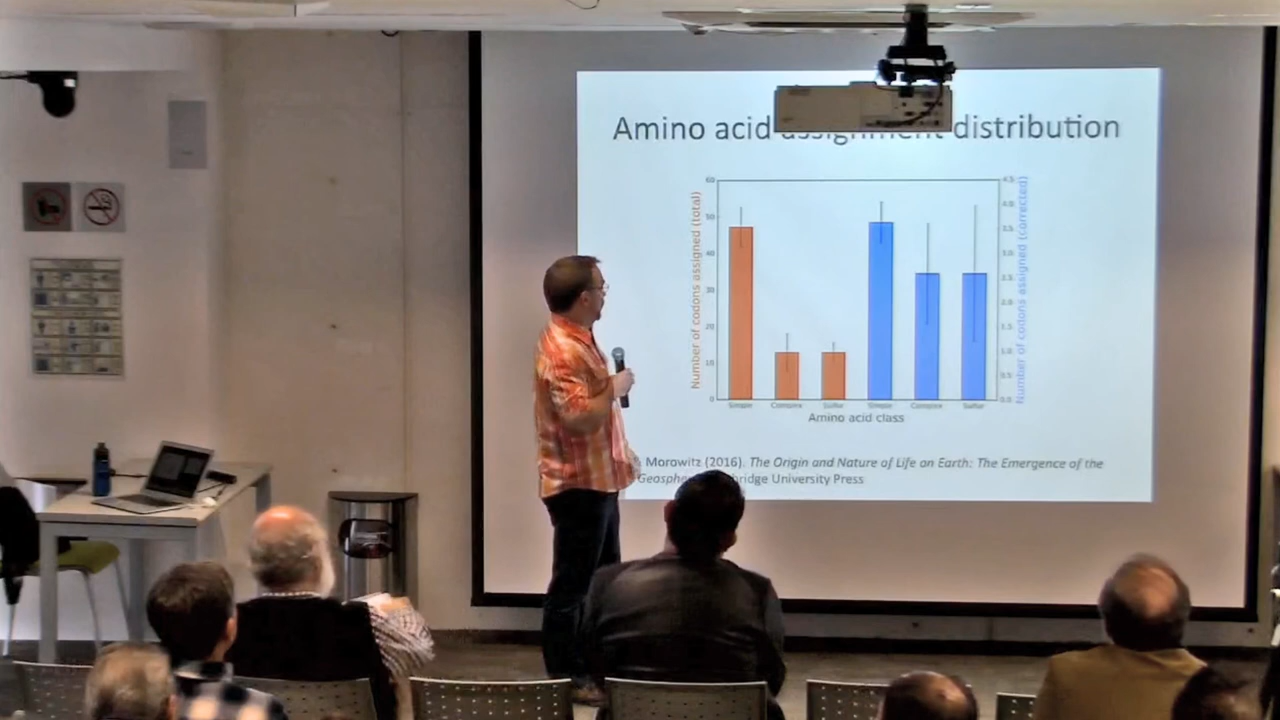 Amino acid assignment distribution
60
50
40
30
20
10
0
Number of codons assigned (total)
4.5
4.0
3.5
3.0
2.5
2.0
1.5
1.0
0.5
0.0
Number of codons assigned (corrected)
Simple Complex Sulfur Simple Complex Sulfur
Amino acid class
Morowitz (2016). The Origin and Nature of Life on Earth: The Emergence of the
University Press